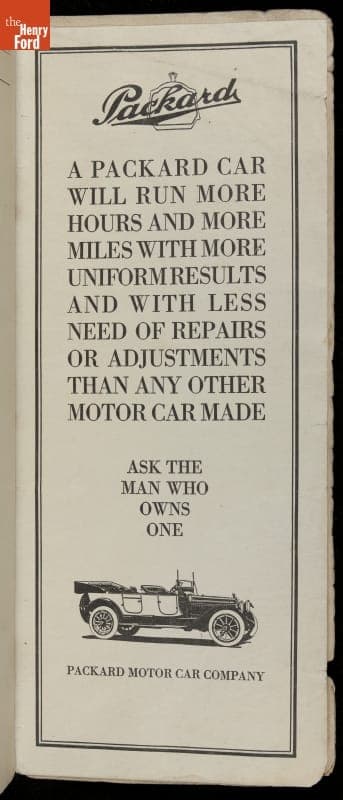 the
Henry
Ford
Packard
A PACKARD CAR
WILL RUN MORE
HOURS AND MORE
MILES WITH MORE
UNIFORM RESULTS
AND WITH LESS
NEED OF REPAIRS
OR ADJUSTMENTS
THAN ANY OTHER
MOTOR CAR MADE
ASK THE
MAN WHO
OWNS
ONE
PACKARD MOTOR CAR COMPANY